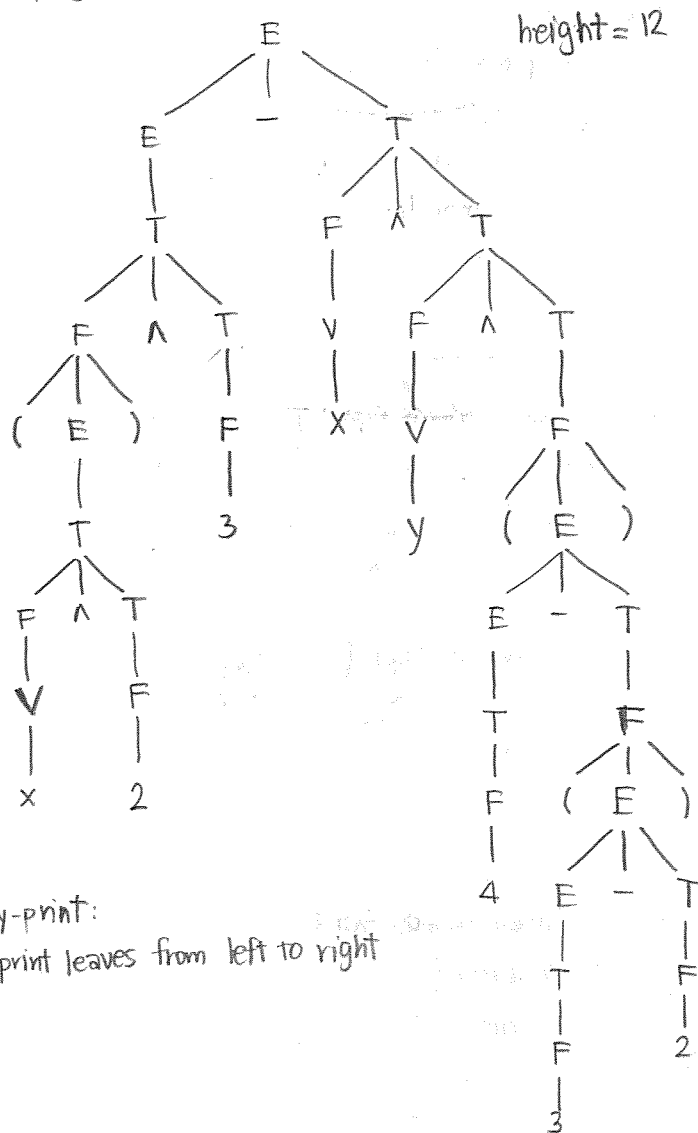 height = 12
E
E - T
T F ^ T
F ^ T V F ^ T
( E ) F X V F
T 3 y ( E )
F ^ T E - T
V F T F
x 2 F ( E )
4 E - T
y-print:
print leaves from left to right
T F
F 2
3